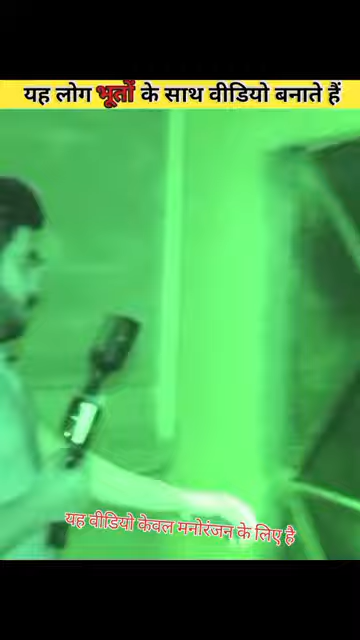 यह लोग भूतों के साथ वीडियो बनाते हैं
यह वीडियो केवल मनोरंजन के लिए है